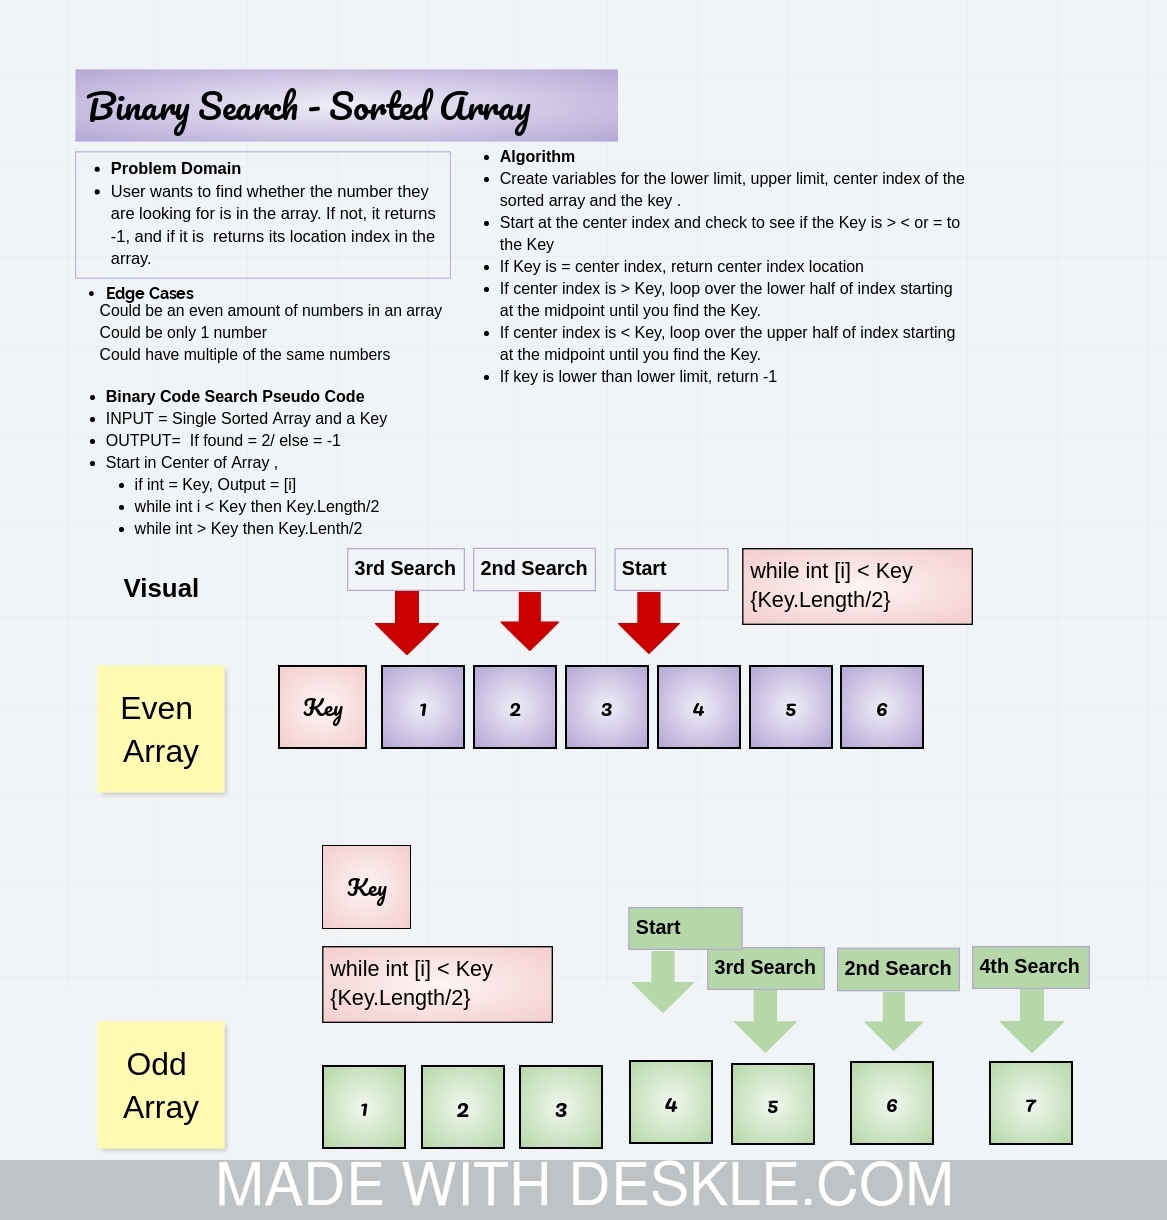 Binary Search - Sorted Array
Problem Domain
User wants to find whether the number they
are looking for is in the array. If not, it returns
-1, and if it is  returns its location index in the
array.
Edge Cases
Could be an even amount of numbers in an array
Could be only 1 number
Could have multiple of the same numbers
Binary Code Search Pseudo Code
INPUT = Single Sorted Array and a Key
OUTPUT=  If found = 2/ else = -1
Start in Center of Array ,
if int = Key, Output = [i]
while int i < Key then Key.Length/2
while int > Key then Key.Lenth/2
Algorithm
Create variables for the lower limit, upper limit, center index of the
sorted array and the key .
Start at the center index and check to see if the Key is > < or = to
the Key
If Key is = center index, return center index location
If center index is > Key, loop over the lower half of index starting
at the midpoint until you find the Key.
If center index is < Key, loop over the upper half of index starting
at the midpoint until you find the Key.
If key is lower than lower limit, return -1
Visual
3rd Search
2nd Search
Start
while int [i] < Key
{Key.Length/2}
Even
Array
Key
1
2
3
4
5
6
Key
while int [i] < Key
{Key.Length/2}
Start
3rd Search
2nd Search
4th Search
Odd
Array
1
2
3
4
5
6
7
MADE WITH DESKLE.COM